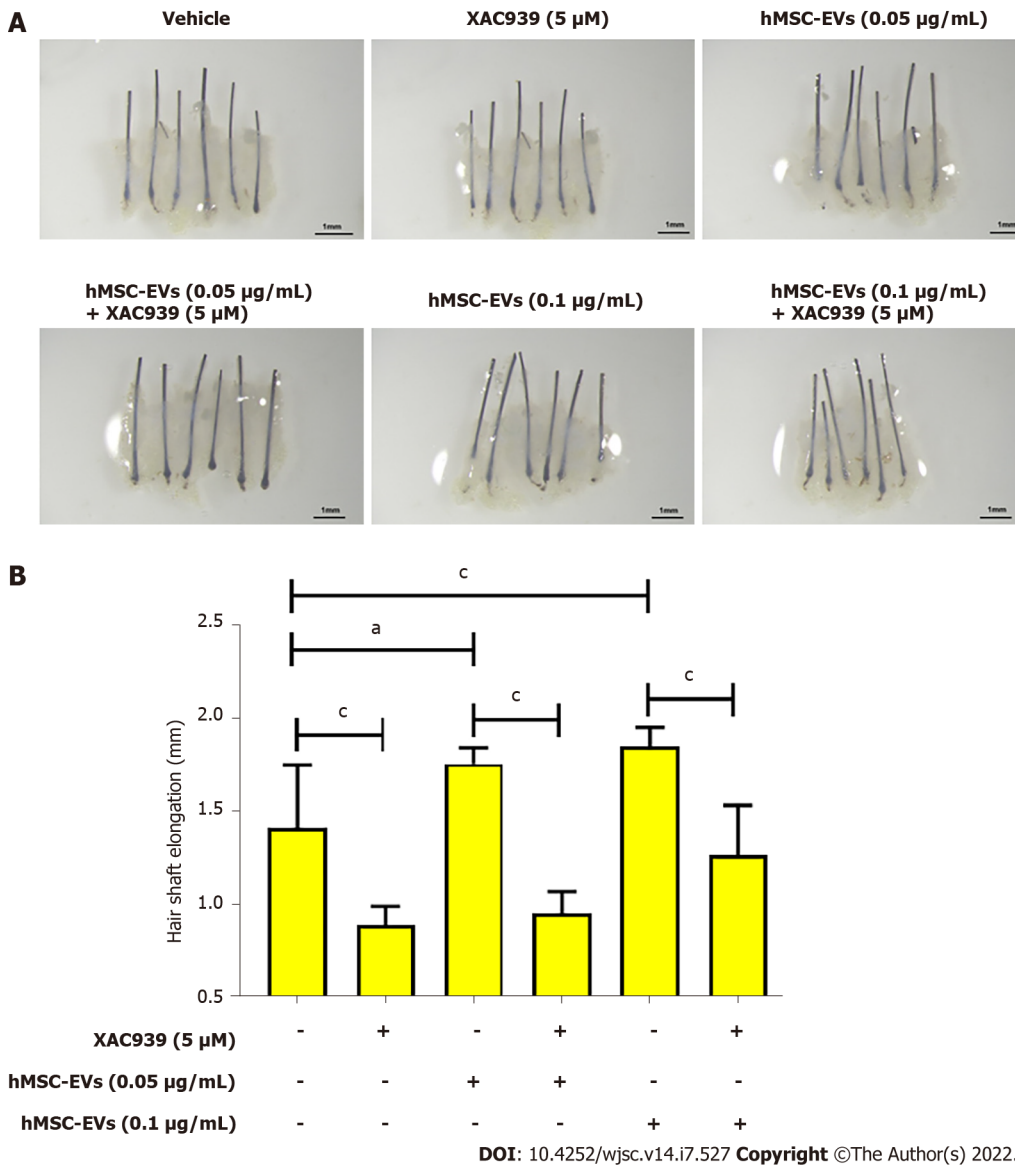 A
Vehicle
XAC939 (5 µM)
hMSC-EVs (0.05 µg/mL)
1mm
1mm
1mm
hMSC-EVs (0.05 µg/mL)
+ XAC939 (5 µM)
hMSC-EVs (0.1 µg/mL)
hMSC-EVs (0.1 µg/mL)
+ XAC939 (5 µM)
1mm
1mm
1mm
B
c
a
c
c
c
Hair shaft elongation (mm)
2.5
2.0
1.5
1.0
0.5
XAC939 (5 µM) - + - + - +
hMSC-EVs (0.05 µg/mL) - - + + - -
hMSC-EVs (0.1 µg/mL) - - - - + +
DOI: 10.4252/wjsc.v14.i7.527 Copyright ©The Author(s) 2022.